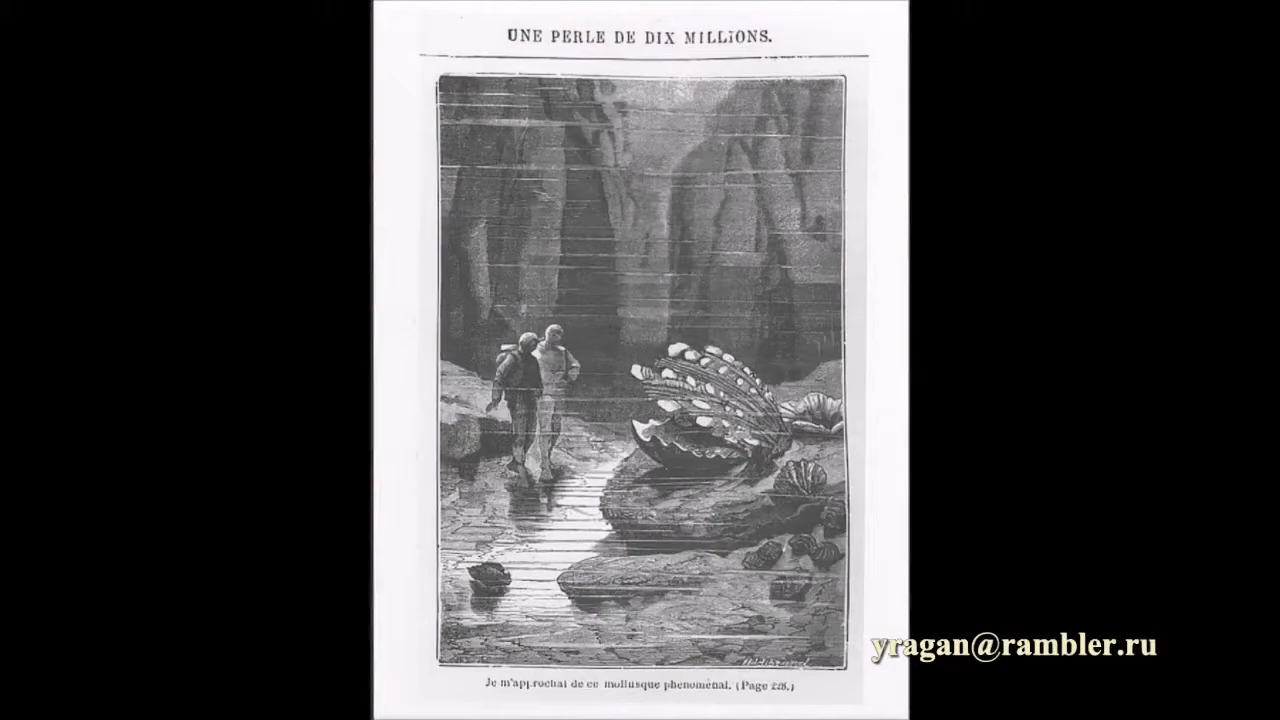 UNE PERLE DE DIX MILLIONS.
yragan@rambler.ru
Je m'approchai de ce mollusque phénoménal. (Page 228.)